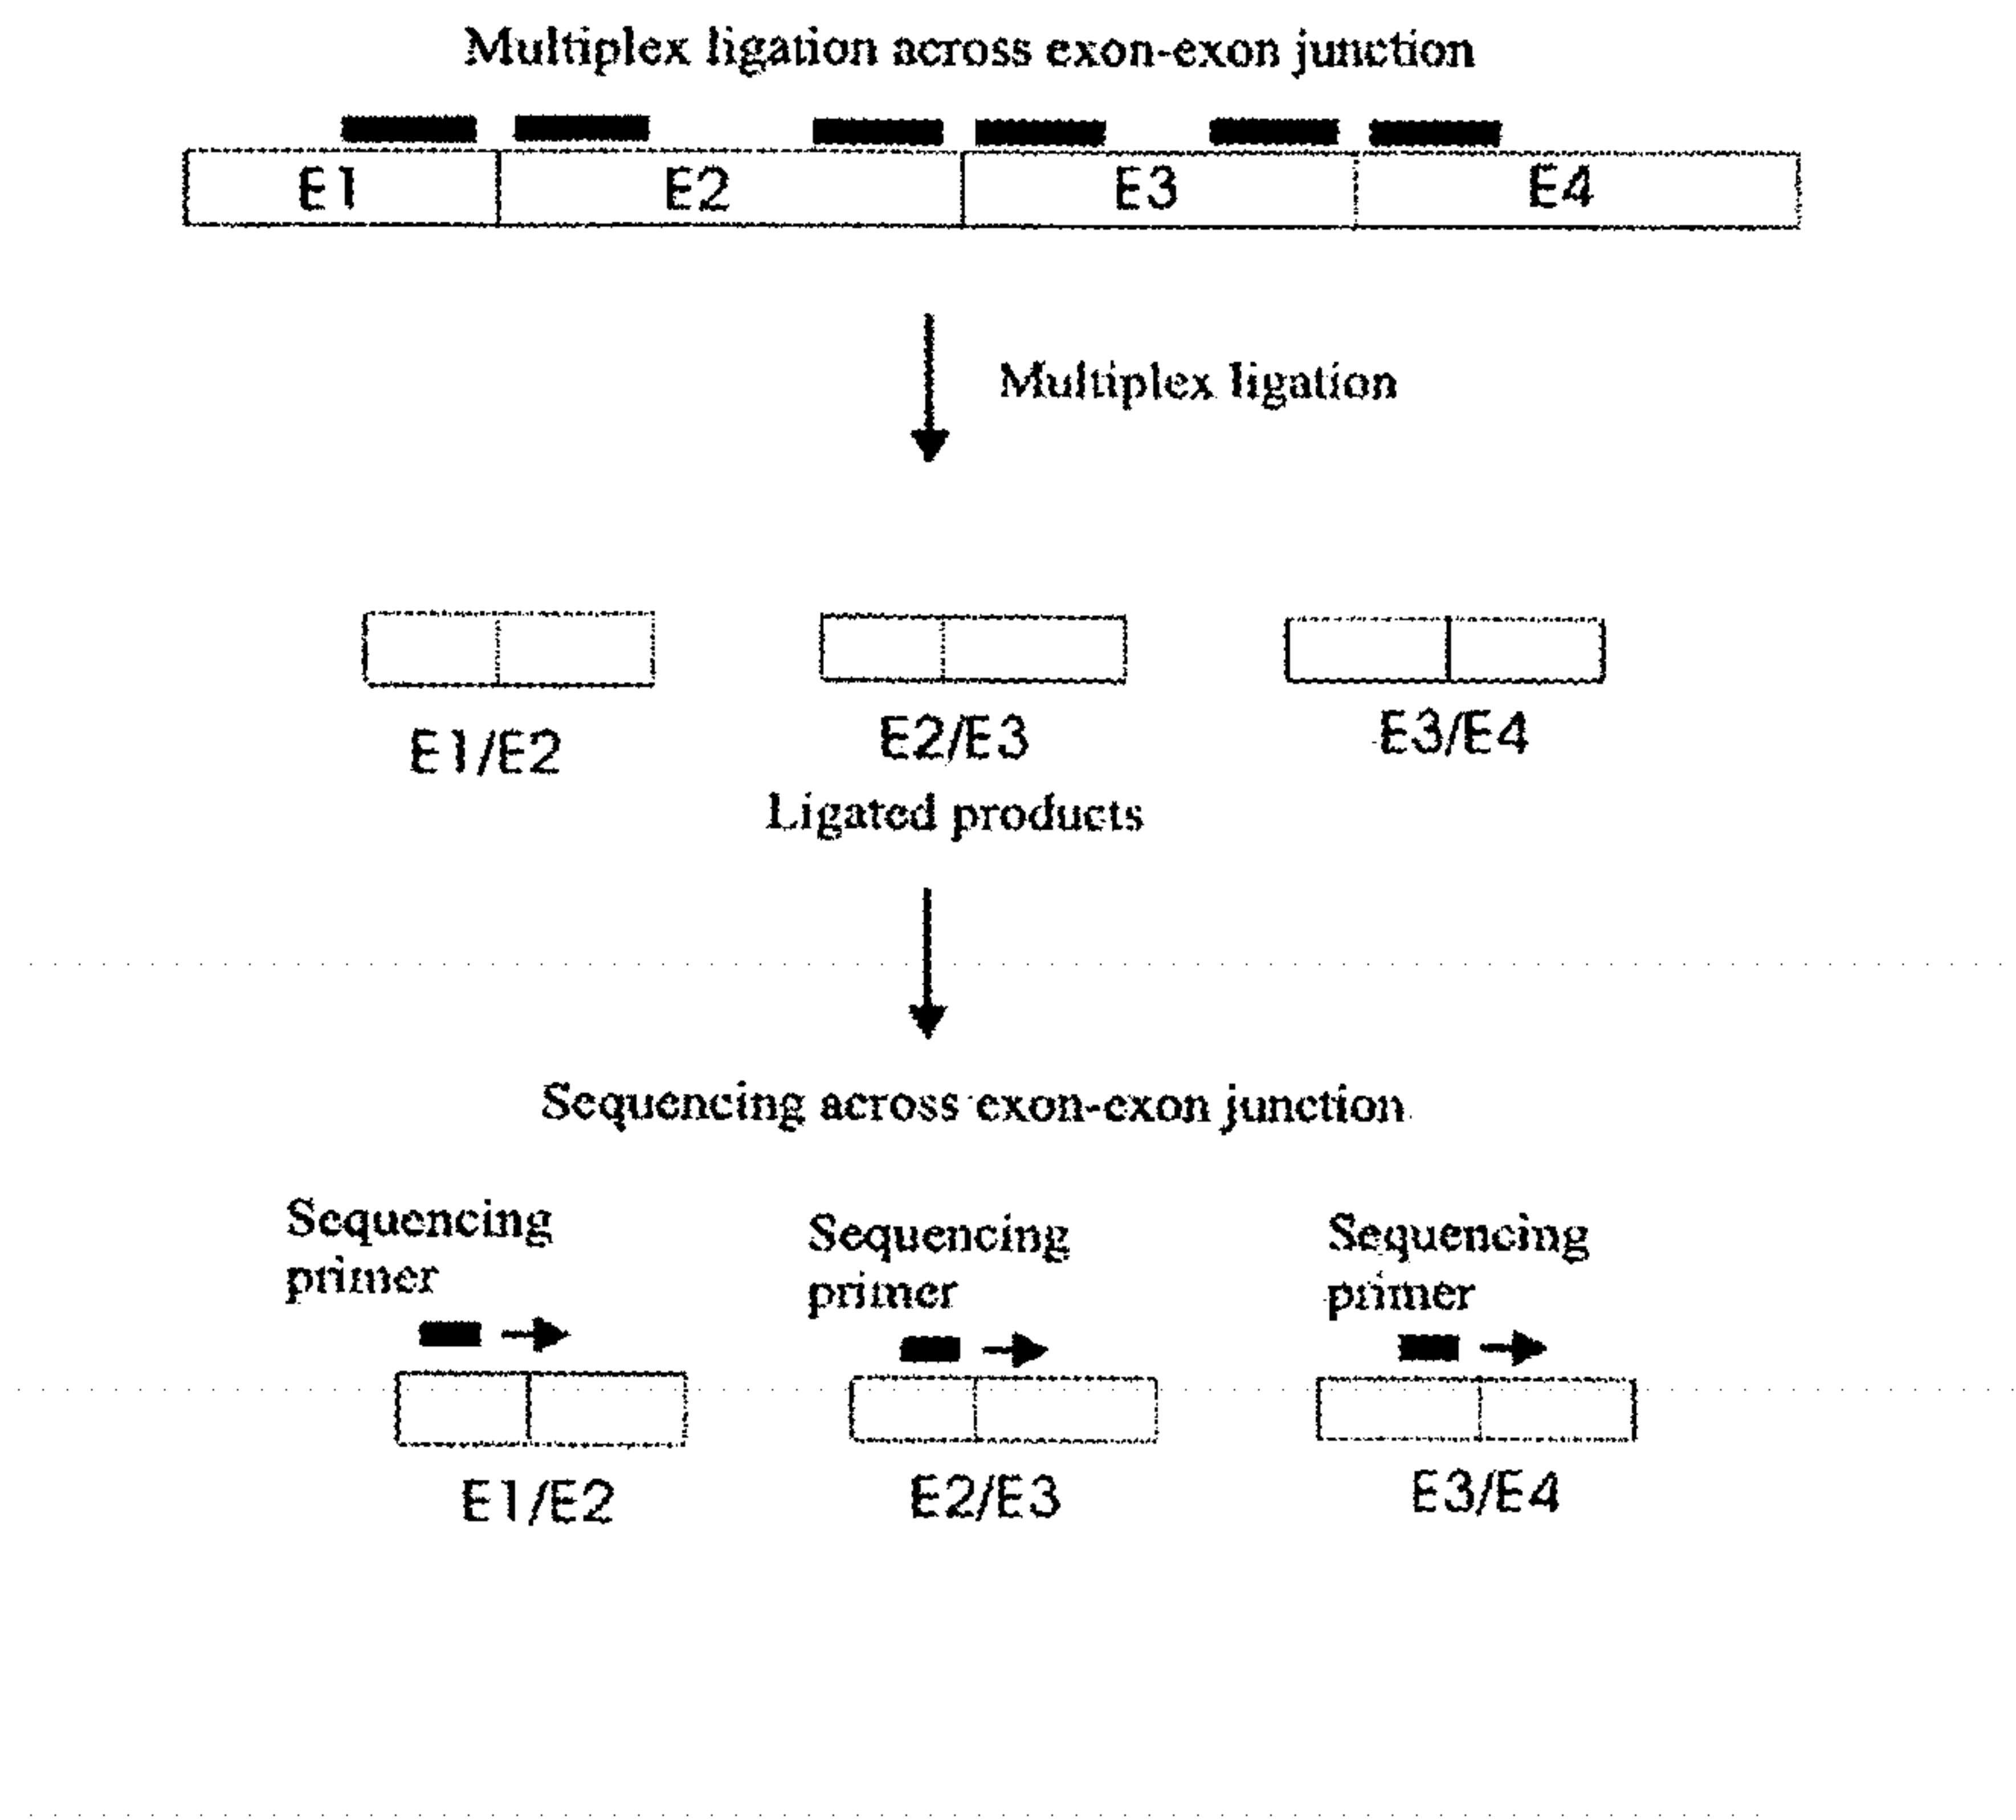 Multiplex ligation across exon-exon junction
E1 E2 E3 E4
Multiplex ligation
E1/E2 E2/E3 E3/E4
Ligated products
Sequencing across exon-exon junction
Sequencing Sequencing Sequencing
primer primer primer
E1/E2 E2/E3 E3/E4